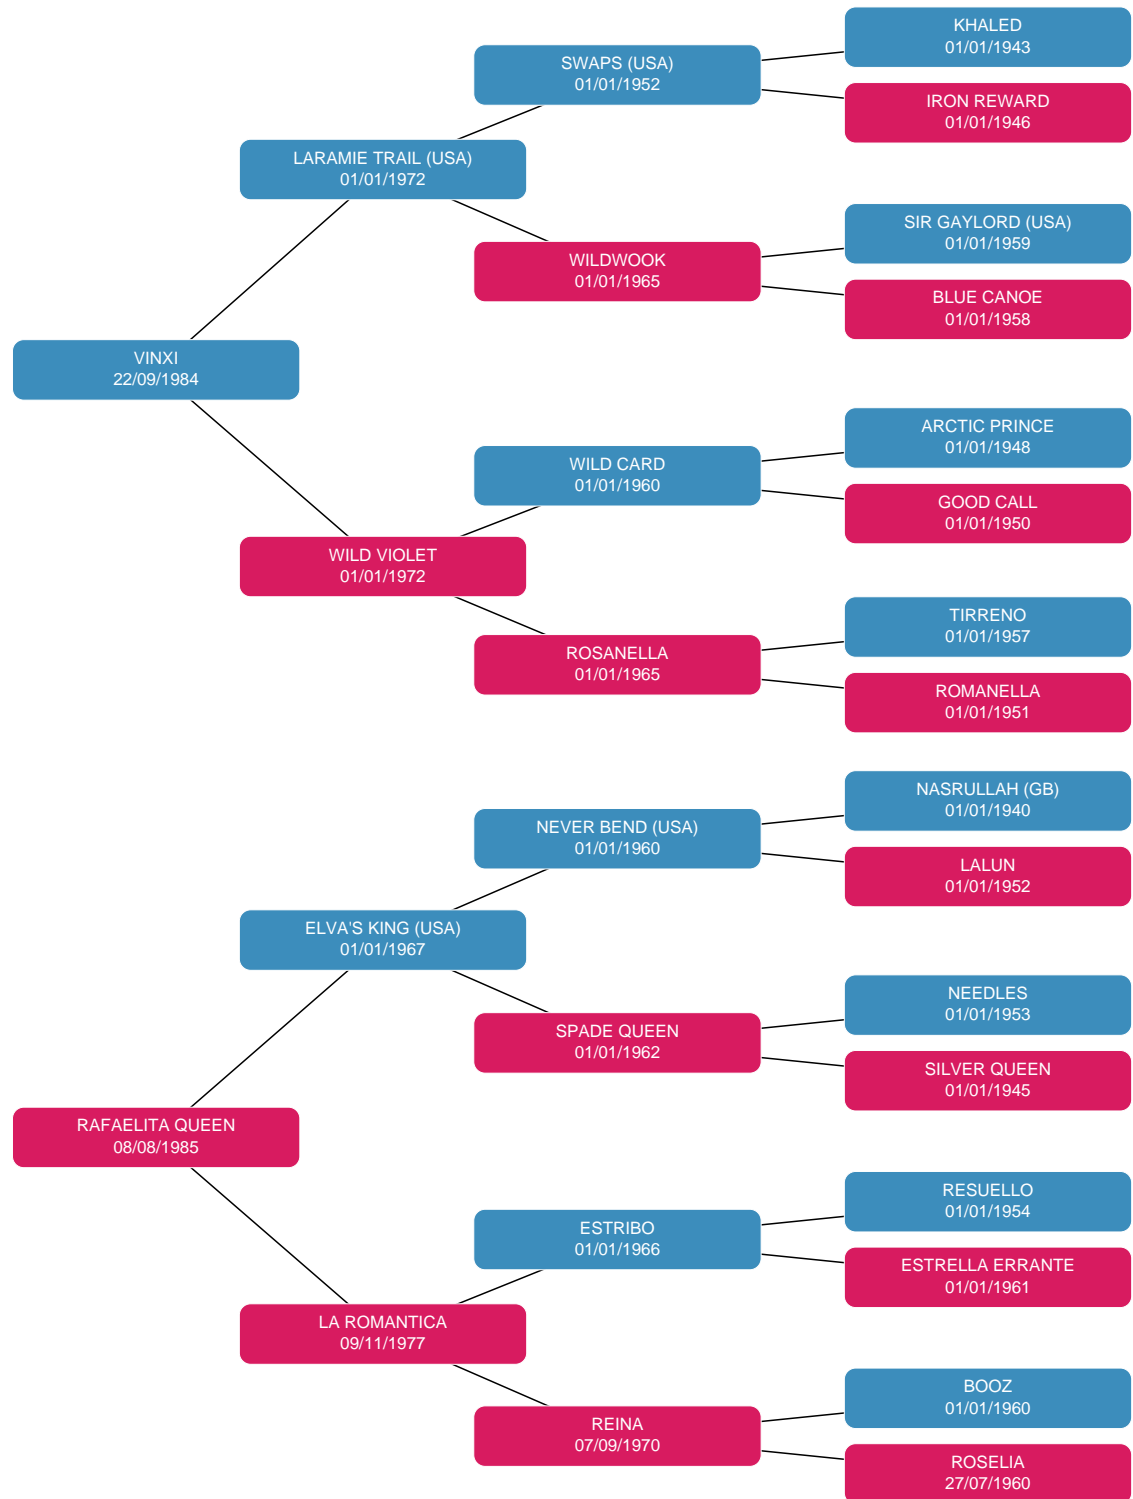 KHALED
01/01/1943
SWAPS (USA)
01/01/1952
IRON REWARD
01/01/1946
LARAMIE TRAIL (USA)
01/01/1972
SIR GAYLORD (USA)
01/01/1959
WILDWOOK
01/01/1965
BLUE CANOE
01/01/1958
VINXI
22/09/1984
ARCTIC PRINCE
01/01/1948
WILD CARD
01/01/1960
GOOD CALL
01/01/1950
WILD VIOLET
01/01/1972
TIRRENO
01/01/1957
ROSANELLA
01/01/1965
ROMANELLA
01/01/1951
NASRULLAH (GB)
01/01/1940
NEVER BEND (USA)
01/01/1960
LALUN
01/01/1952
ELVA'S KING (USA)
01/01/1967
NEEDLES
01/01/1953
SPADE QUEEN
01/01/1962
SILVER QUEEN
01/01/1945
RAFAELITA QUEEN
08/08/1985
RESUELLO
01/01/1954
ESTRIBO
01/01/1966
ESTRELLA ERRANTE
01/01/1961
LA ROMANTICA
09/11/1977
BOOZ
01/01/1960
REINA
07/09/1970
ROSELIA
27/07/1960